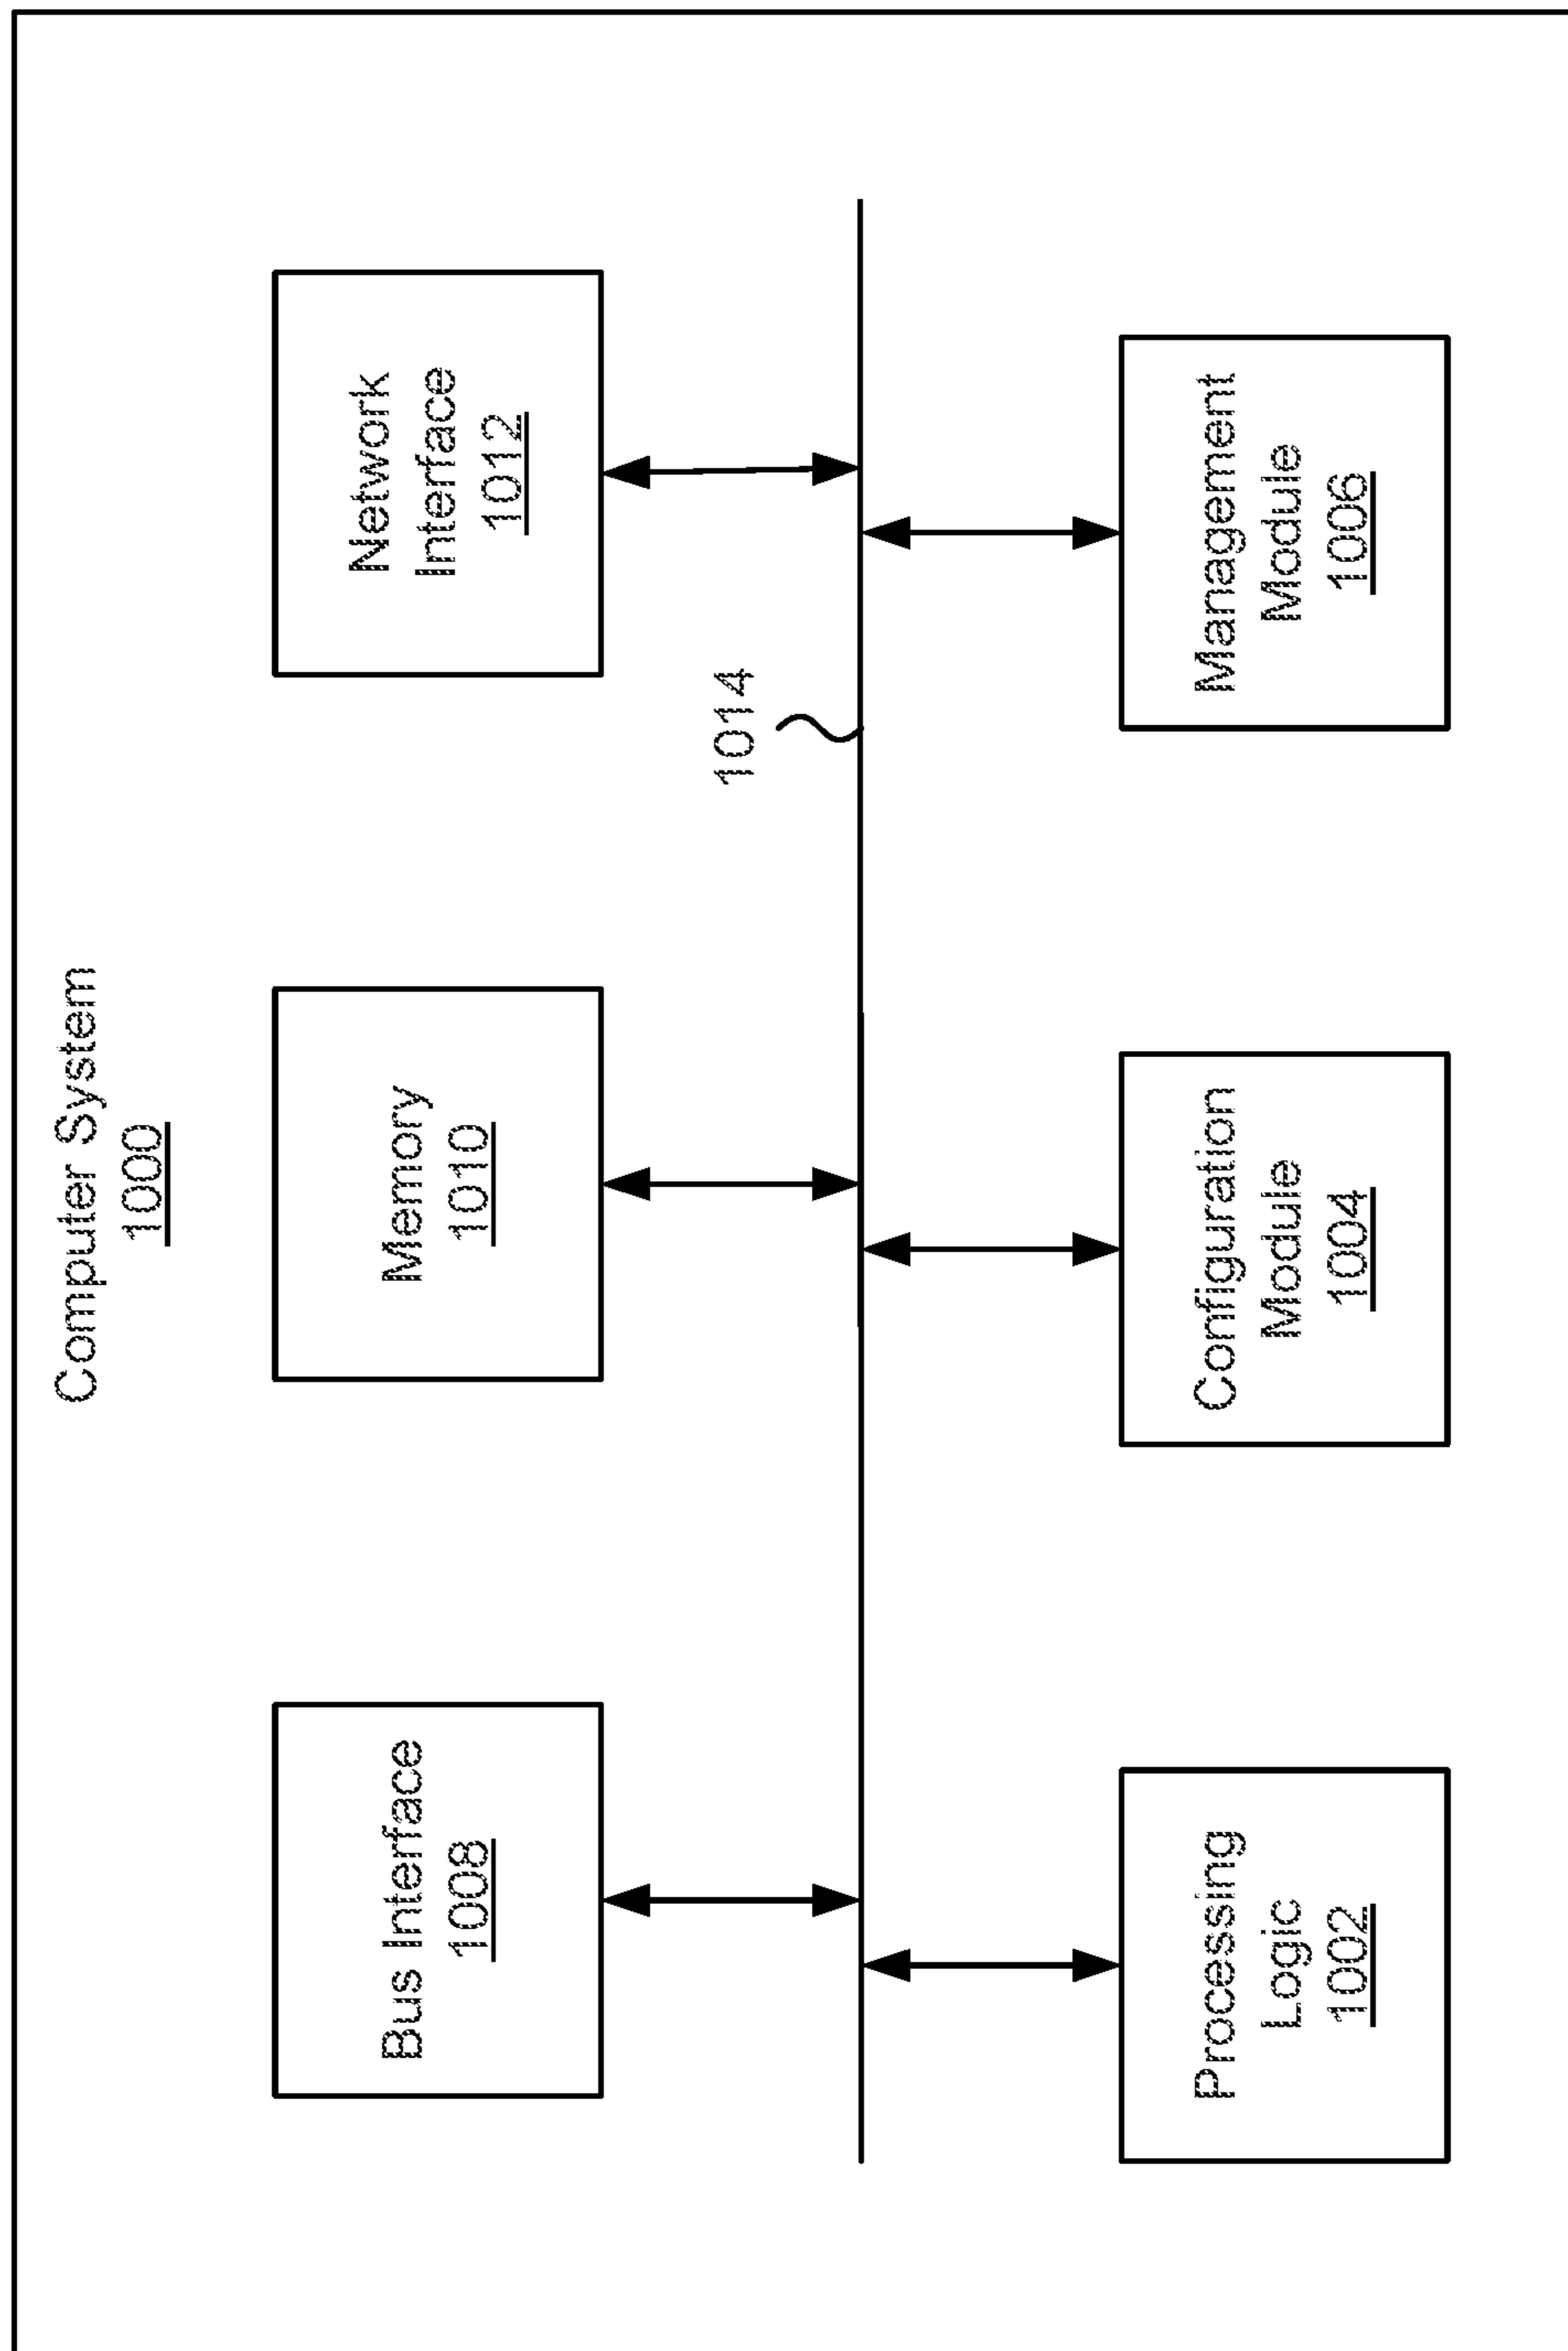 Computer System
1000
Bus Interface
1008
Memory
1010
Network
Interface
1012
1014
Processing
Logic
1002
Configuration
Module
1004
Management
Module
1006